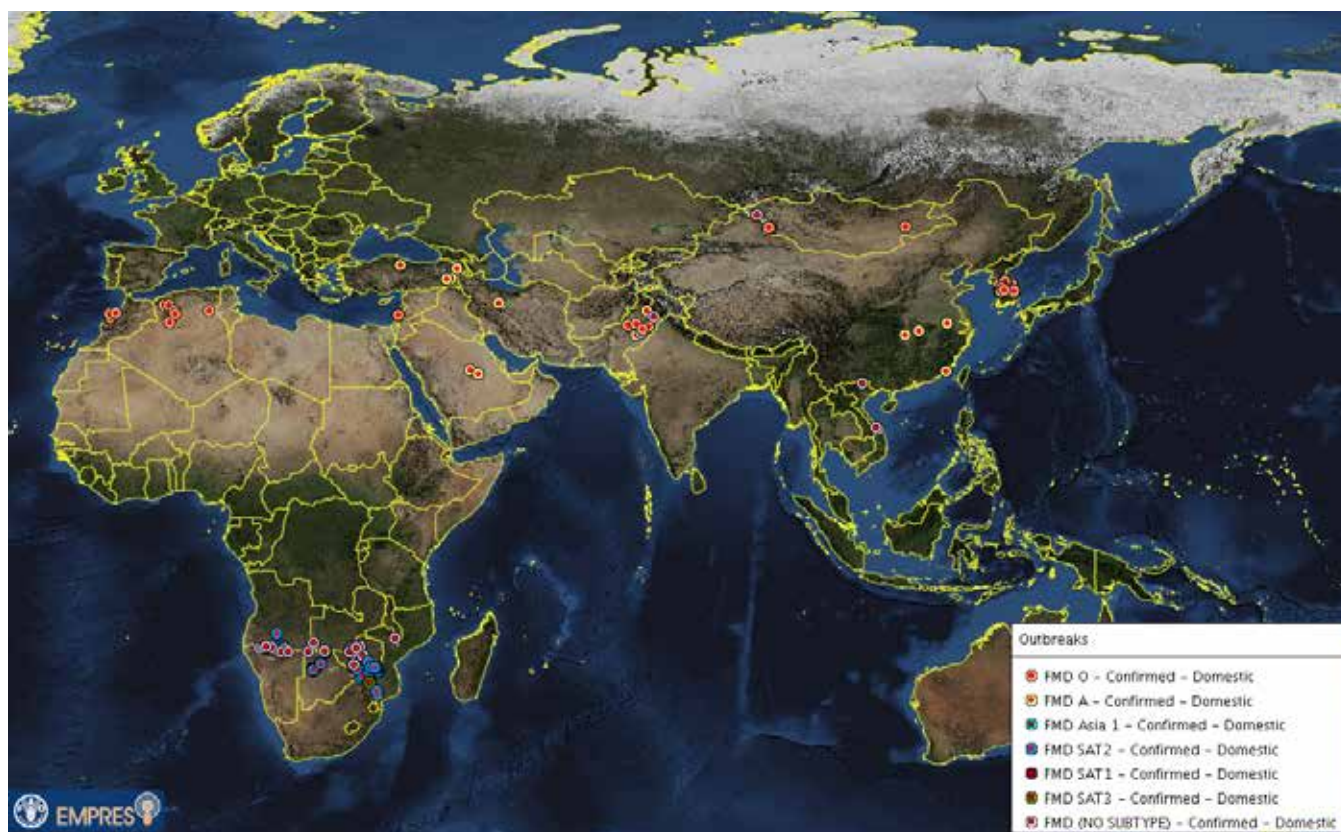 Outbreaks
FMD O - Confirmed - Domestic
FMD A - Confirmed - Domestic
FMD Asia 1 - Confirmed - Domestic
FMD SAT2 - Confirmed - Domestic
FMD SAT1 - Confirmed - Domestic
FMD SAT3 - Confirmed - Domestic
FMD (NO SUBTYPE) - Confirmed - Domestic
EMPRES